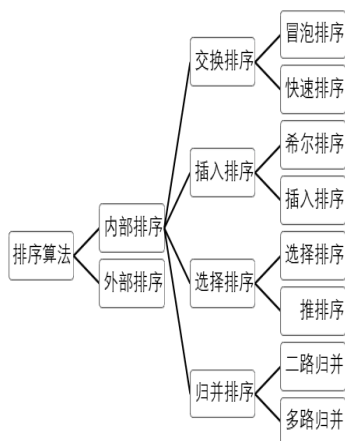 排序算法
内部排序
外部排序
交换排序
冒泡排序
快速排序
插入排序
希尔排序
插入排序
选择排序
选择排序
推排序
归并排序
二路归并
多路归并